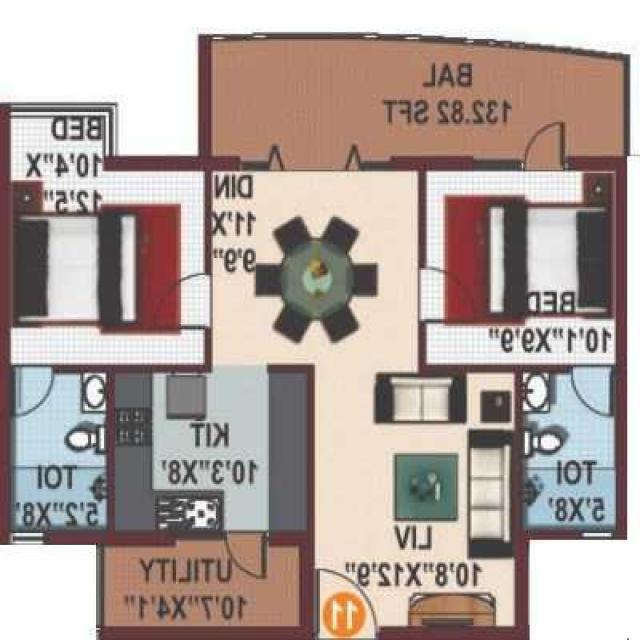 BAL
132.82 SFT
BED
10'4"X
12'5"
DIN
11'X
9'9"
BED
10'1"X9'9"
KIT
10'3"X8'
TOI
5'2"X8'
TOI
5'X8'
LIV
10'8"X12'9"
UTILITY
10'7"X4'1"
11